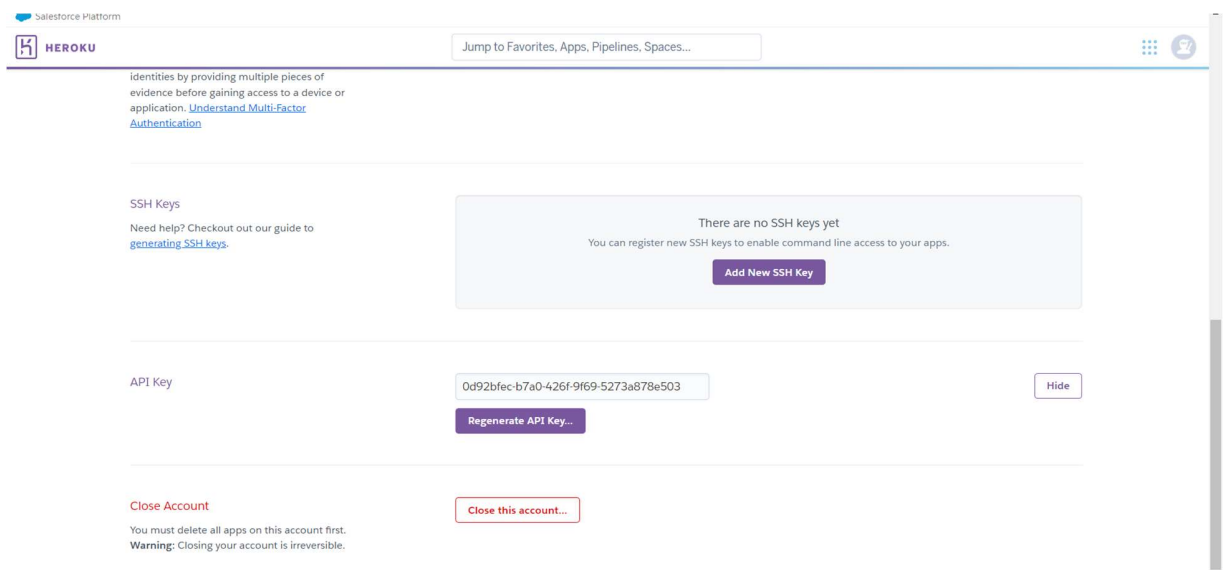 Salesforce Platform
HEROKU
Jump to Favorites, Apps, Pipelines, Spaces...
identities by providing multiple pieces of
evidence before gaining access to a device or
application. Understand Multi-Factor
Authentication
SSH Keys
Need help? Checkout out our guide to
generating SSH keys.
There are no SSH keys yet
You can register new SSH keys to enable command line access to your apps.
Add New SSH Key
API Key
0d92bfec-b7a0-426f-9f69-5273a878e503
Hide
Regenerate API Key...
Close Account
You must delete all apps on this account first.
Warning: Closing your account is irreversible.
Close this account...